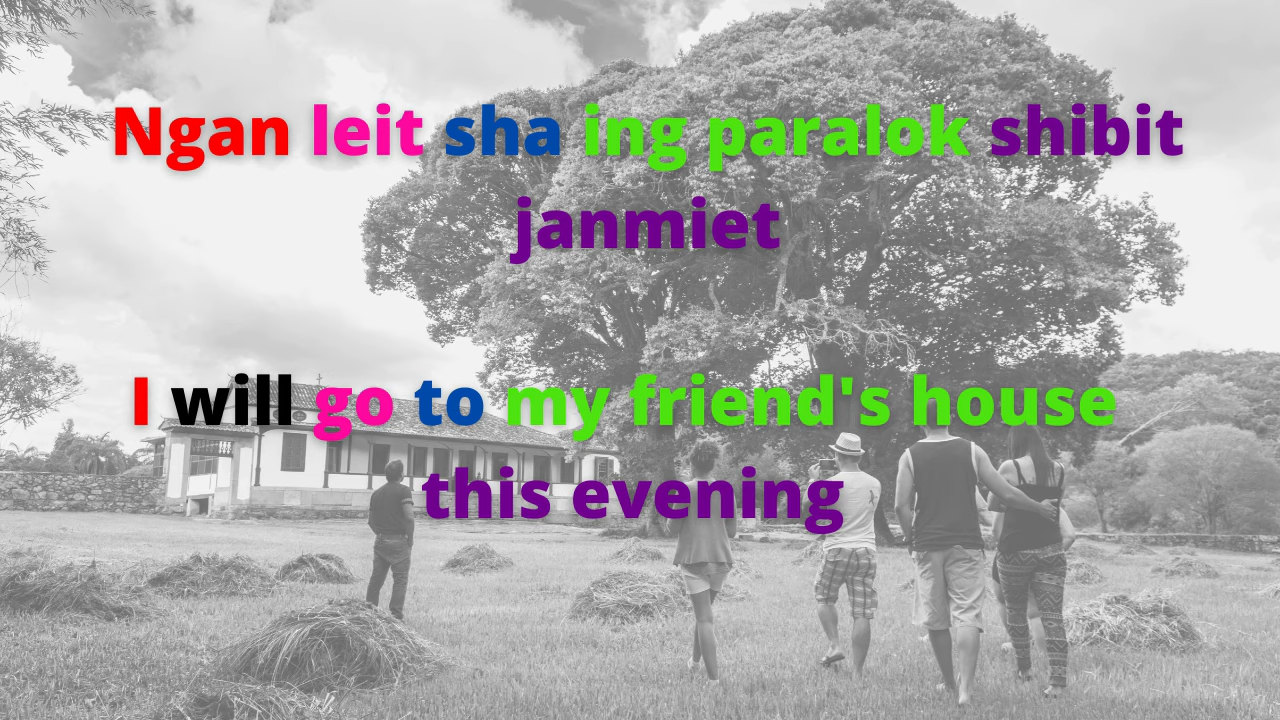 Ngan leit sha ing paralok shibit
janmiet
I will go to my friend's house
this evening